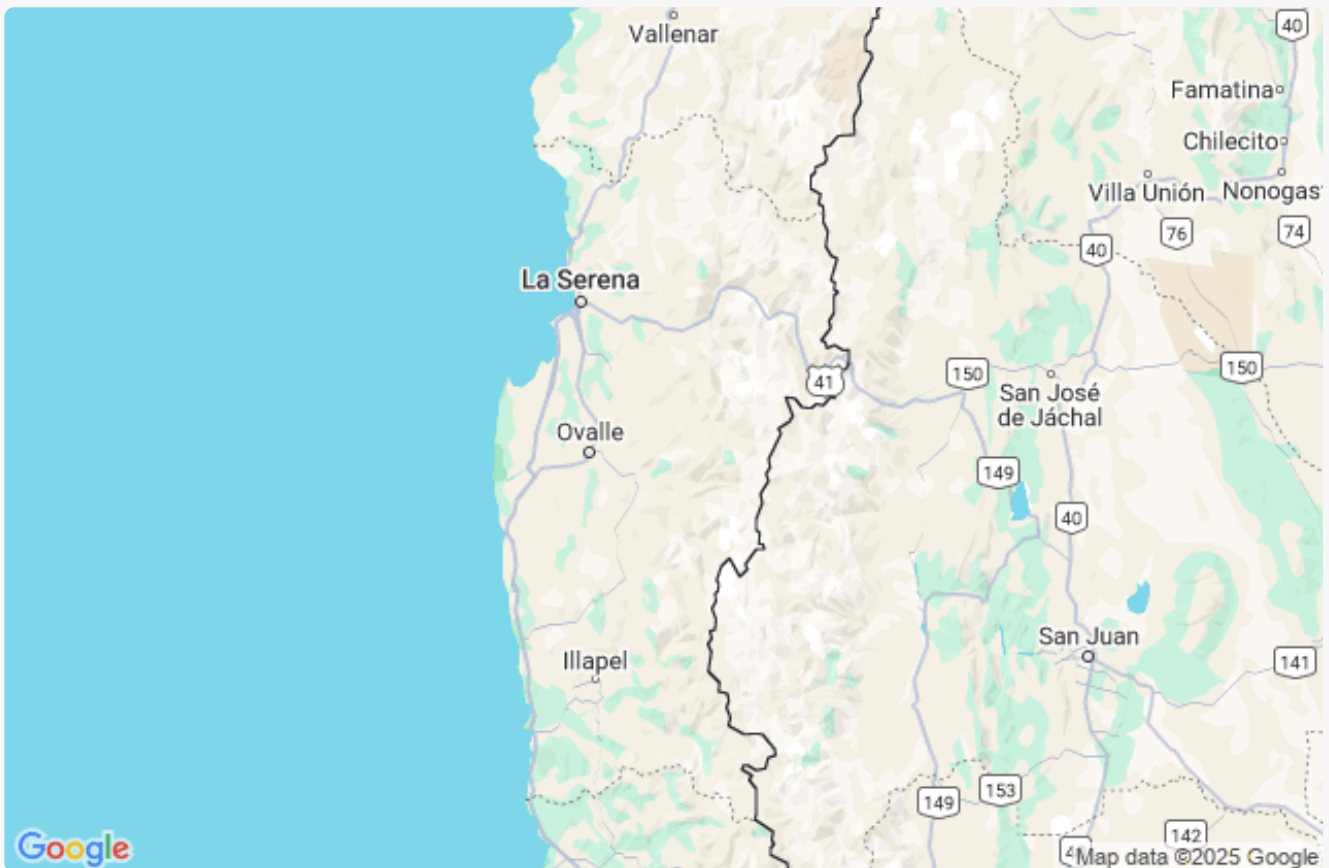 Vallenar
40
Famatina
Chilecito
Villa Unión
Nonogas
76
74
40
La Serena
150
150
41
San José
de Jáchal
Ovalle
149
40
San Juan
141
Illapel
153
149
142
Google
Map data ©2025 Google